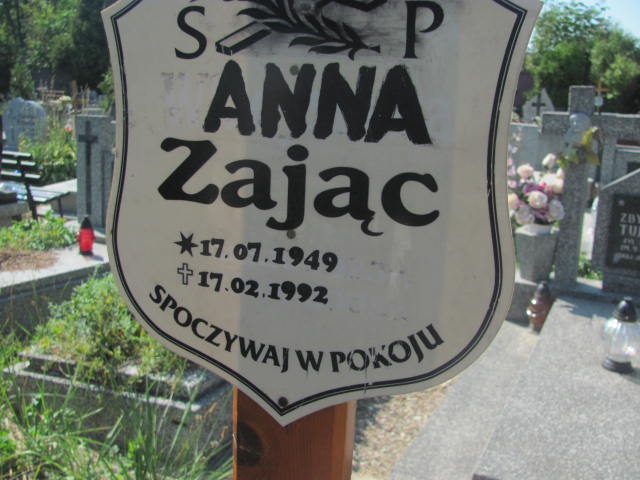 Ś P
ANNA
Zając
*17.07.1949
✝17.02.1992
SPOCZYWAJ W POKOJU